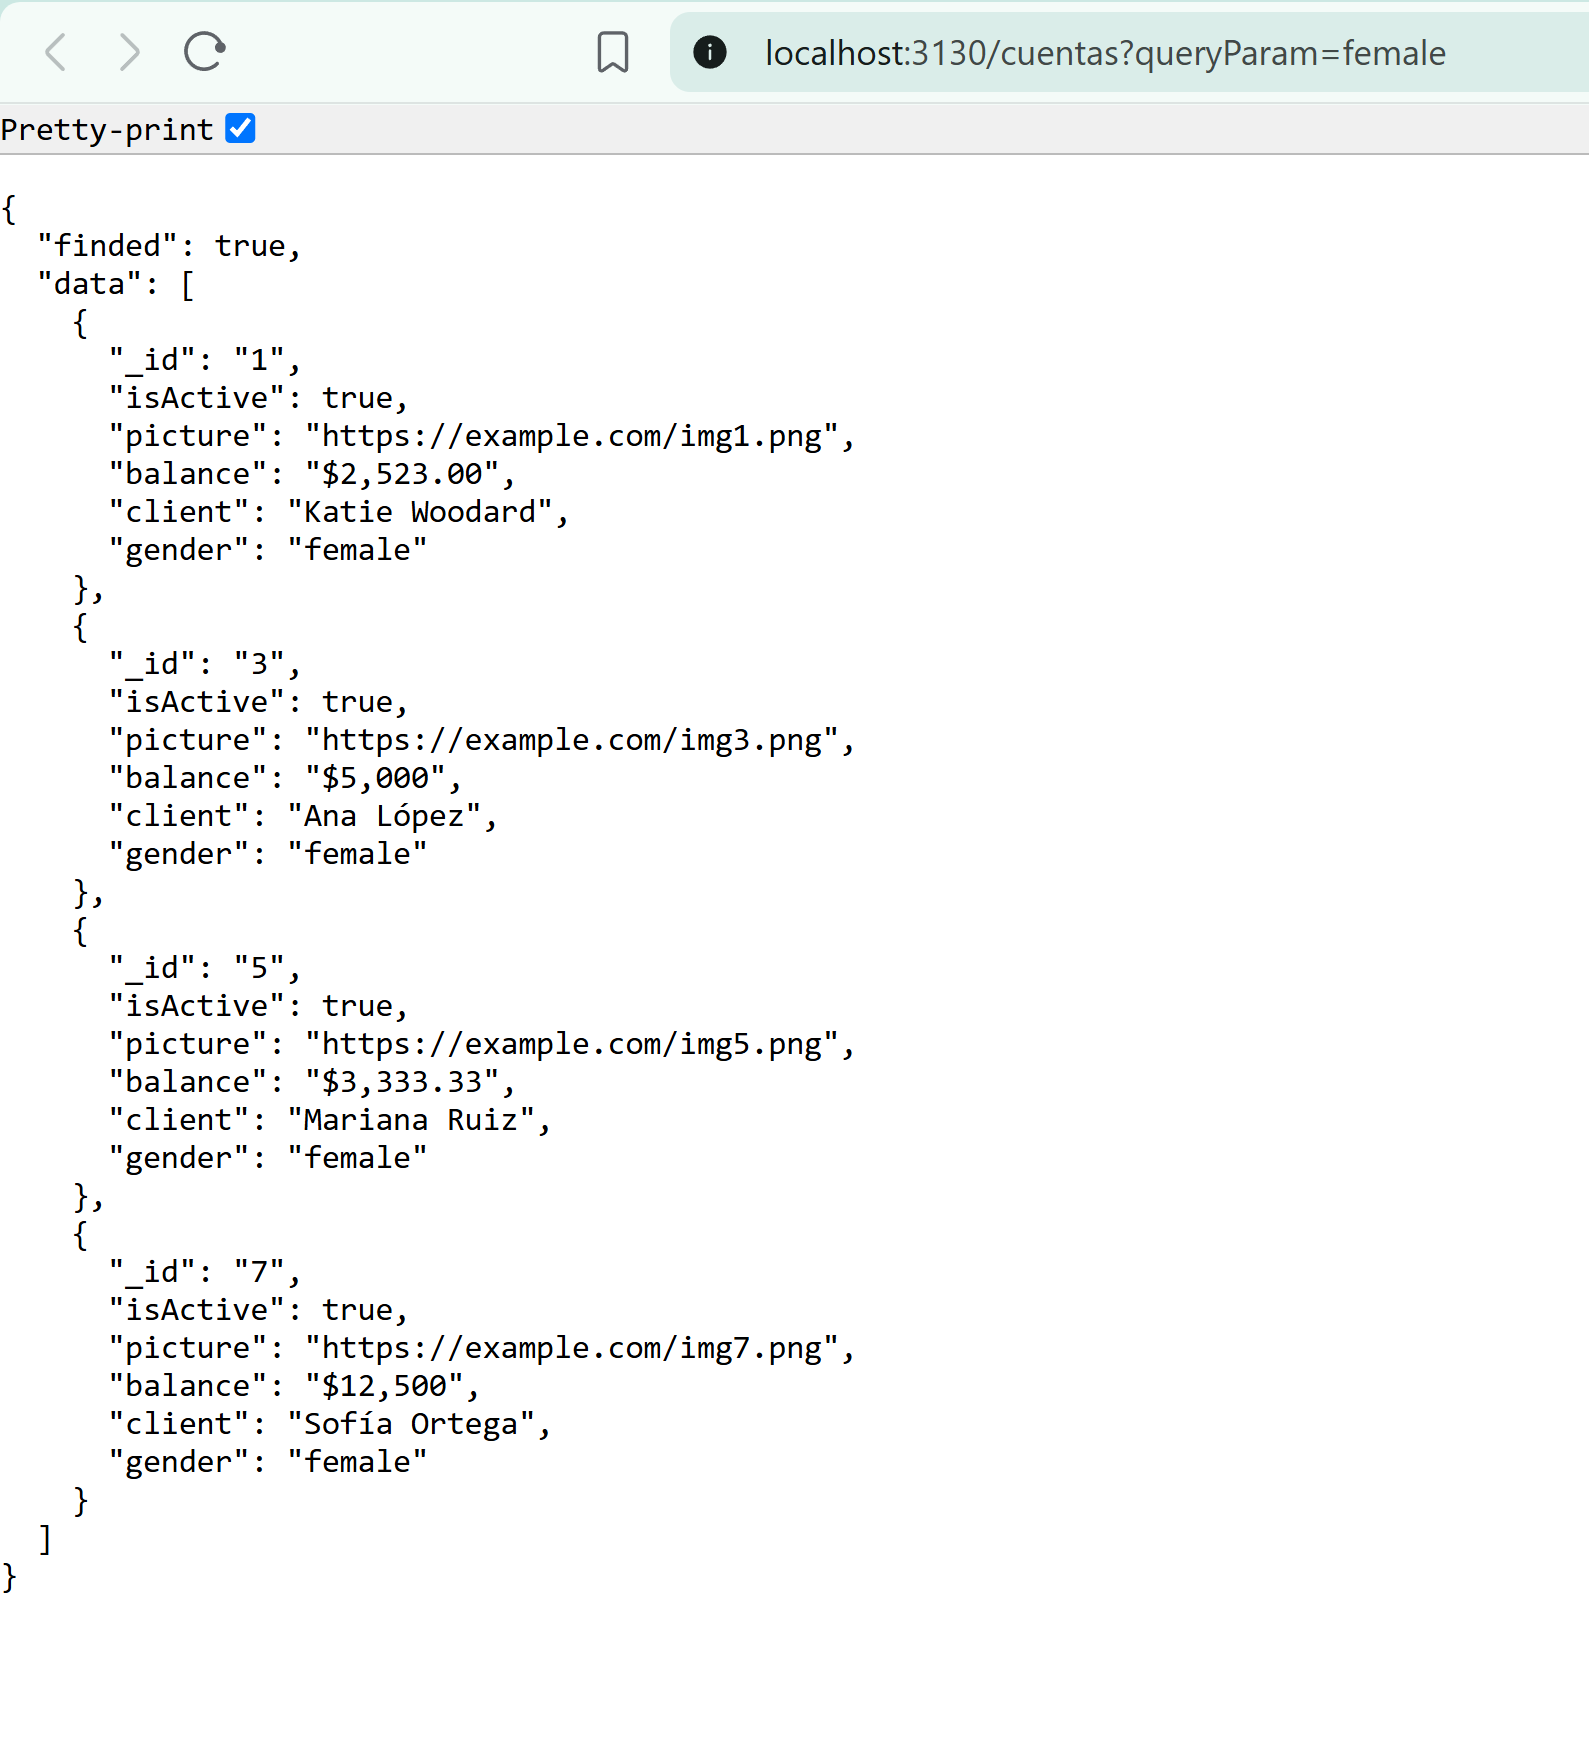 localhost:3130/cuentas?queryParam=female
Pretty-print
{
  "finded": true,
  "data": [
    {
      "_id": "1",
      "isActive": true,
      "picture": "https://example.com/img1.png",
      "balance": "$2,523.00",
      "client": "Katie Woodard",
      "gender": "female"
    },
    {
      "_id": "3",
      "isActive": true,
      "picture": "https://example.com/img3.png",
      "balance": "$5,000",
      "client": "Ana López",
      "gender": "female"
    },
    {
      "_id": "5",
      "isActive": true,
      "picture": "https://example.com/img5.png",
      "balance": "$3,333.33",
      "client": "Mariana Ruiz",
      "gender": "female"
    },
    {
      "_id": "7",
      "isActive": true,
      "picture": "https://example.com/img7.png",
      "balance": "$12,500",
      "client": "Sofía Ortega",
      "gender": "female"
    }
  ]
}